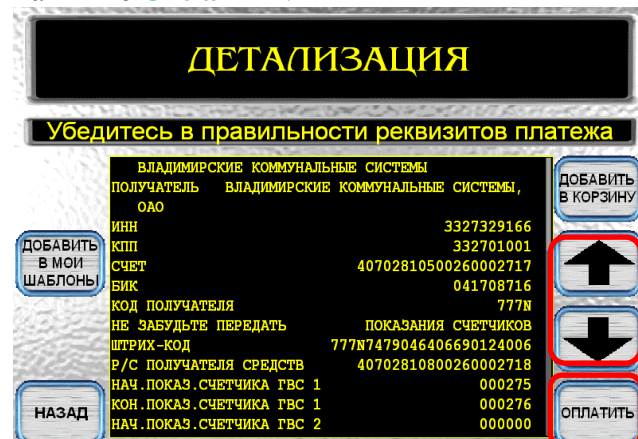 ДЕТАЛИЗАЦИЯ
Убедитесь в правильности реквизитов платежа
ВЛАДИМИРСКИЕ КОММУНАЛЬНЫЕ СИСТЕМЫ
ПОЛУЧАТЕЛЬ ВЛАДИМИРСКИЕ КОММУНАЛЬНЫЕ СИСТЕМЫ,
ОАО
ИНН 3327329166
КПП 332701001
СЧЕТ 40702810500260002717
БИК 041708716
КОД ПОЛУЧАТЕЛЯ 777N
НЕ ЗАБУДЬТЕ ПЕРЕДАТЬ ПОКАЗАНИЯ СЧЕТЧИКОВ
ШТРИХ-КОД 777N7479046406690124006
Р/С ПОЛУЧАТЕЛЯ СРЕДСТВ 40702810800260002718
НАЧ.ПОКАЗ.СЧЕТЧИКА ГВС 1 000275
КОН.ПОКАЗ.СЧЕТЧИКА ГВС 1 000276
НАЧ.ПОКАЗ.СЧЕТЧИКА ГВС 2 000000
ДОБАВИТЬ
В МОИ
ШАБЛОНЫ
НАЗАД
ДОБАВИТЬ
В КОРЗИНУ
ОПЛАТИТЬ